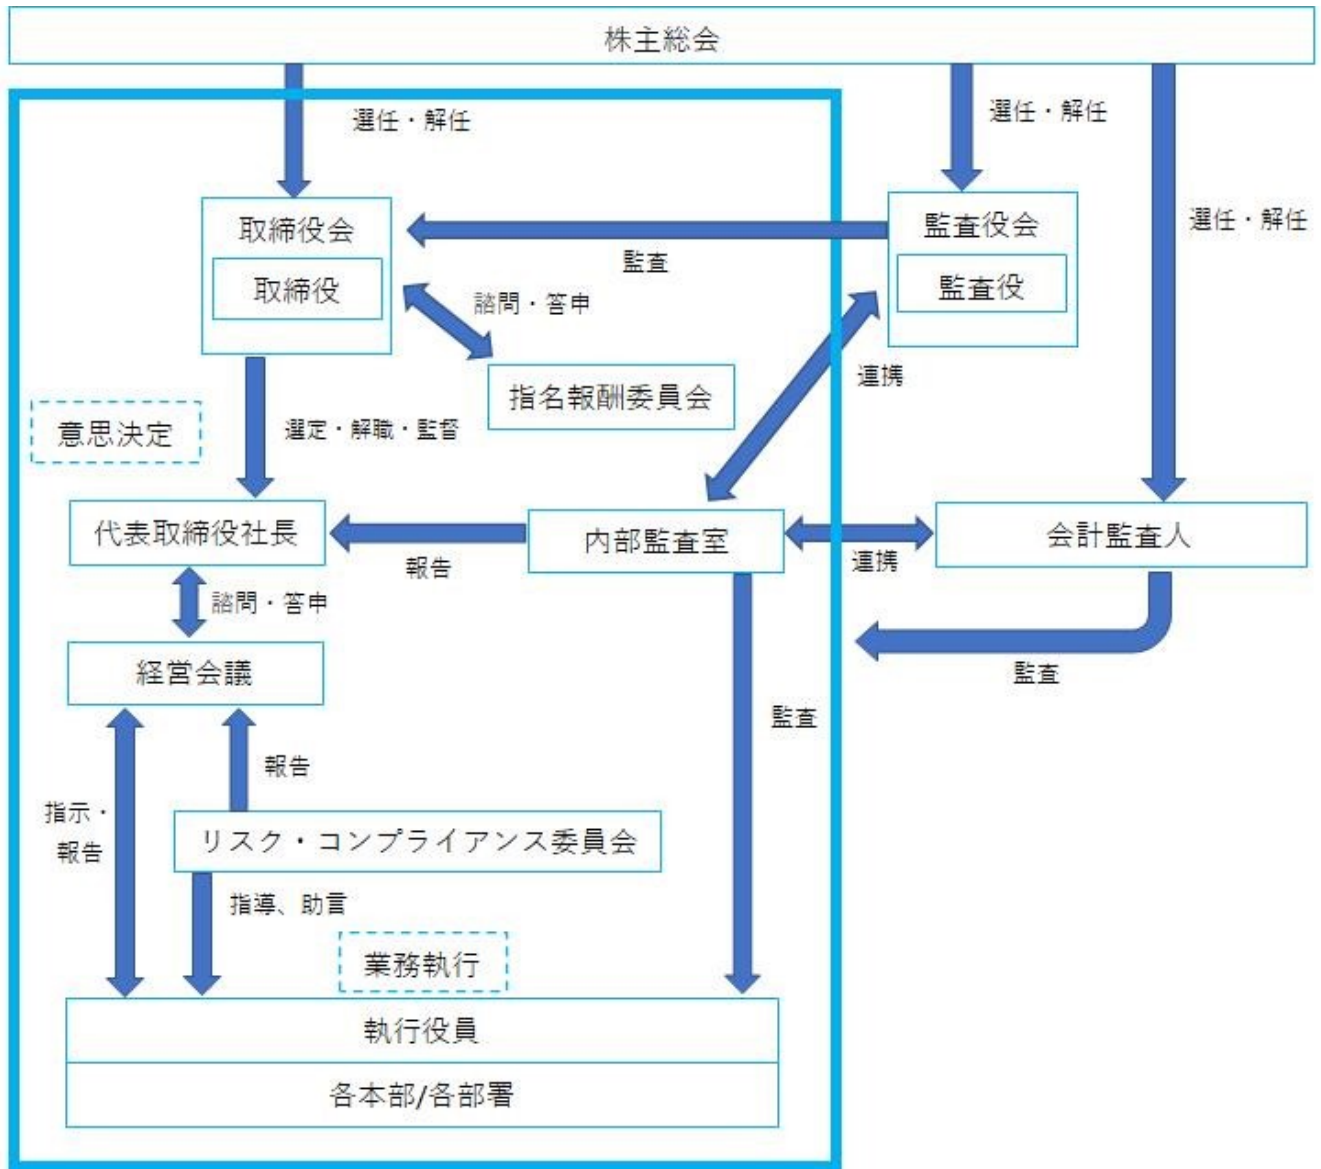 株主総会
選任・解任
選任・解任
選任・解任
取締役会
取締役
監査役会
監査役
監査
諮問・答申
指名報酬委員会
連携
意思決定
選定・解職・監督
代表取締役社長
報告
内部監査室
連携
会計監査人
諮問・答申
経営会議
監査
監査
報告
指示・
報告
リスク・コンプライアンス委員会
指導、助言
業務執行
執行役員
各本部/各部署